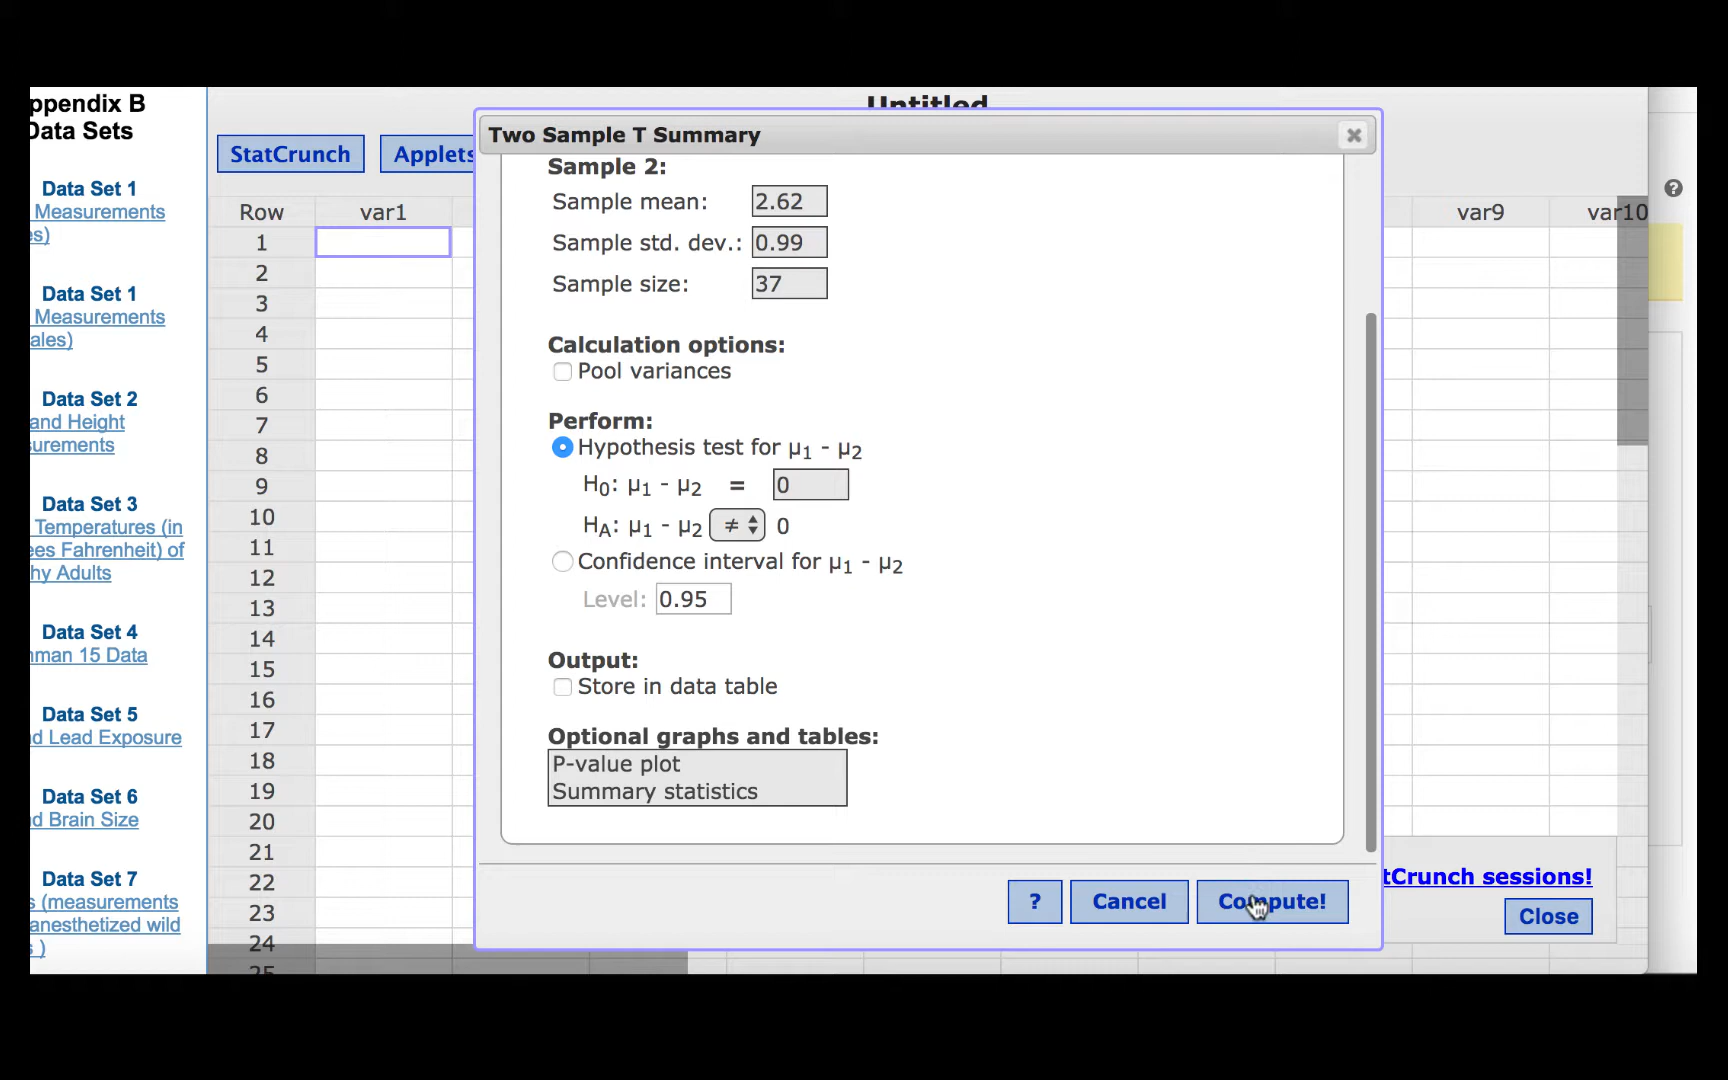 ppendix B
Data Sets
Data Set 1
Measurements
es)
Data Set 1
Measurements
ales)
Data Set 2
and Height
surements
Data Set 3
Temperatures (in
ees Fahrenheit) of
hy Adults
Data Set 4
hman 15 Data
Data Set 5
d Lead Exposure
Data Set 6
d Brain Size
Data Set 7
s (measurements
anesthetized wild
s )
Untitled
StatCrunch
Applets
Row var1 var9 var10
1
2
3
4
5
6
7
8
9
10
11
12
13
14
15
16
17
18
19
20
21
22
23
24
25
Two Sample T Summary
Sample 2:
Sample mean: 2.62
Sample std. dev.: 0.99
Sample size: 37
Calculation options:
Pool variances
Perform:
Hypothesis test for μ1 - μ2
H0: μ1 - μ2 = 0
HA: μ1 - μ2 ≠ 0
Confidence interval for μ1 - μ2
Level: 0.95
Output:
Store in data table
Optional graphs and tables:
P-value plot
Summary statistics
? Cancel Compute!
tCrunch sessions!
Close
?